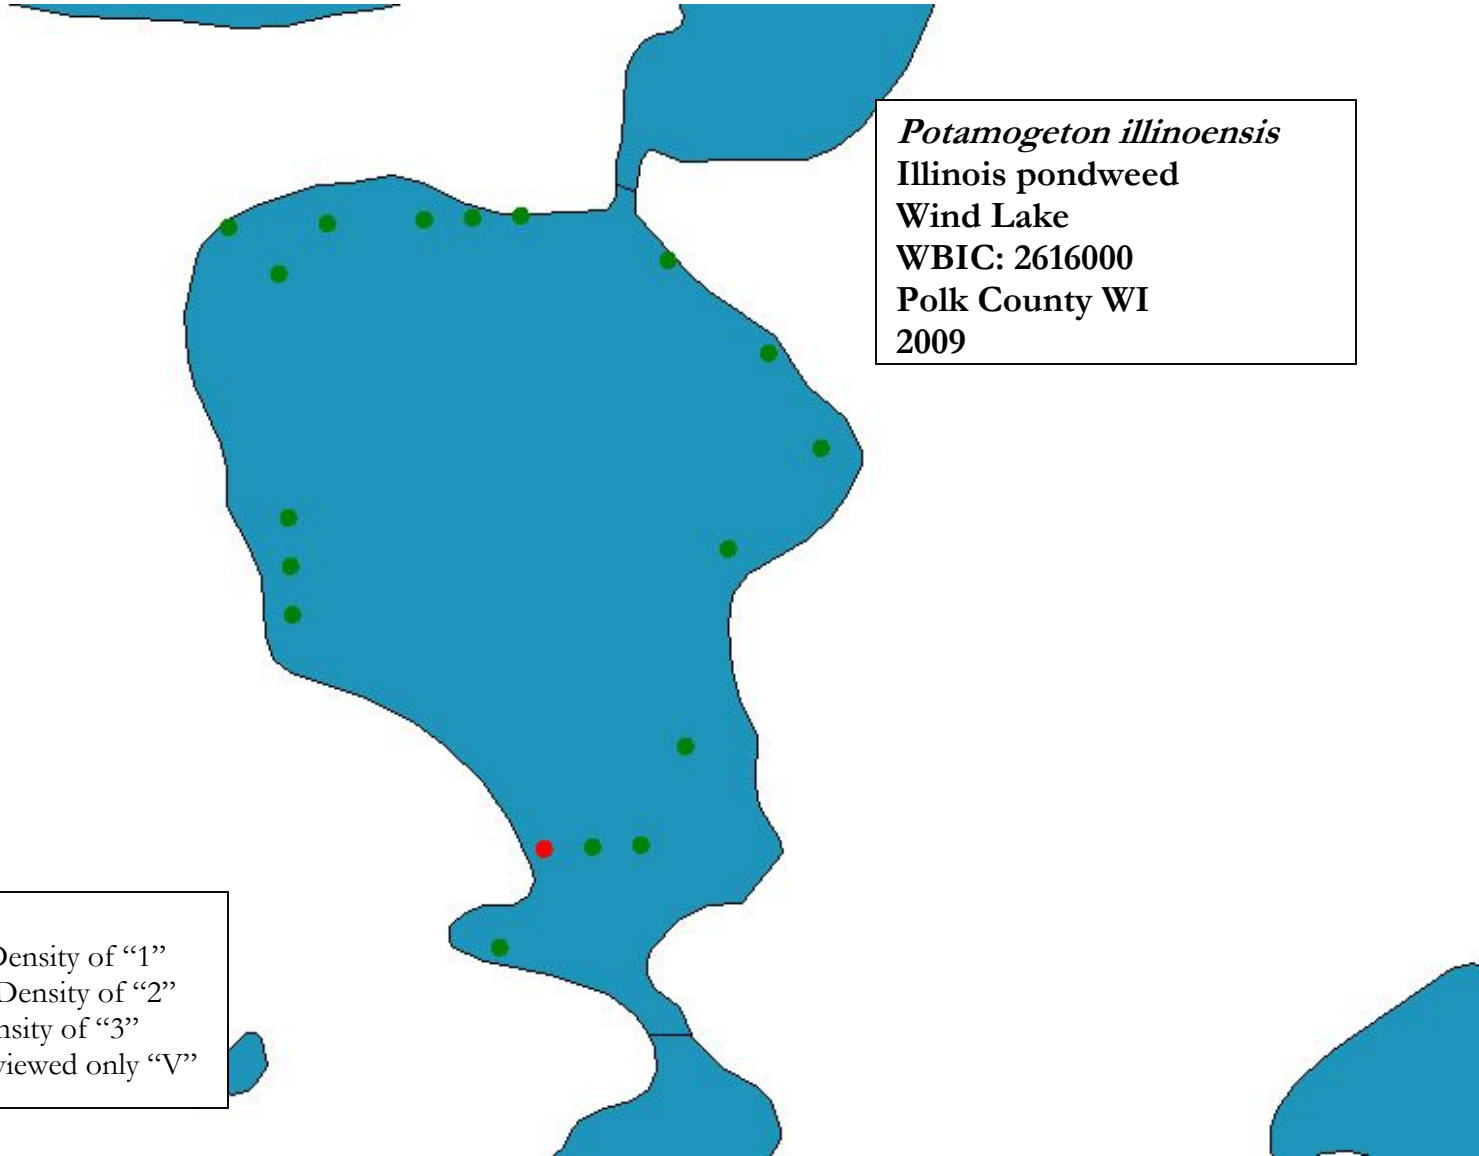 Potamogeton illinoensis
Illinois pondweed
Wind Lake
WBIC: 2616000
Polk County WI
2009
Density of “1”
Density of “2”
nsity of “3”
viewed only “V”